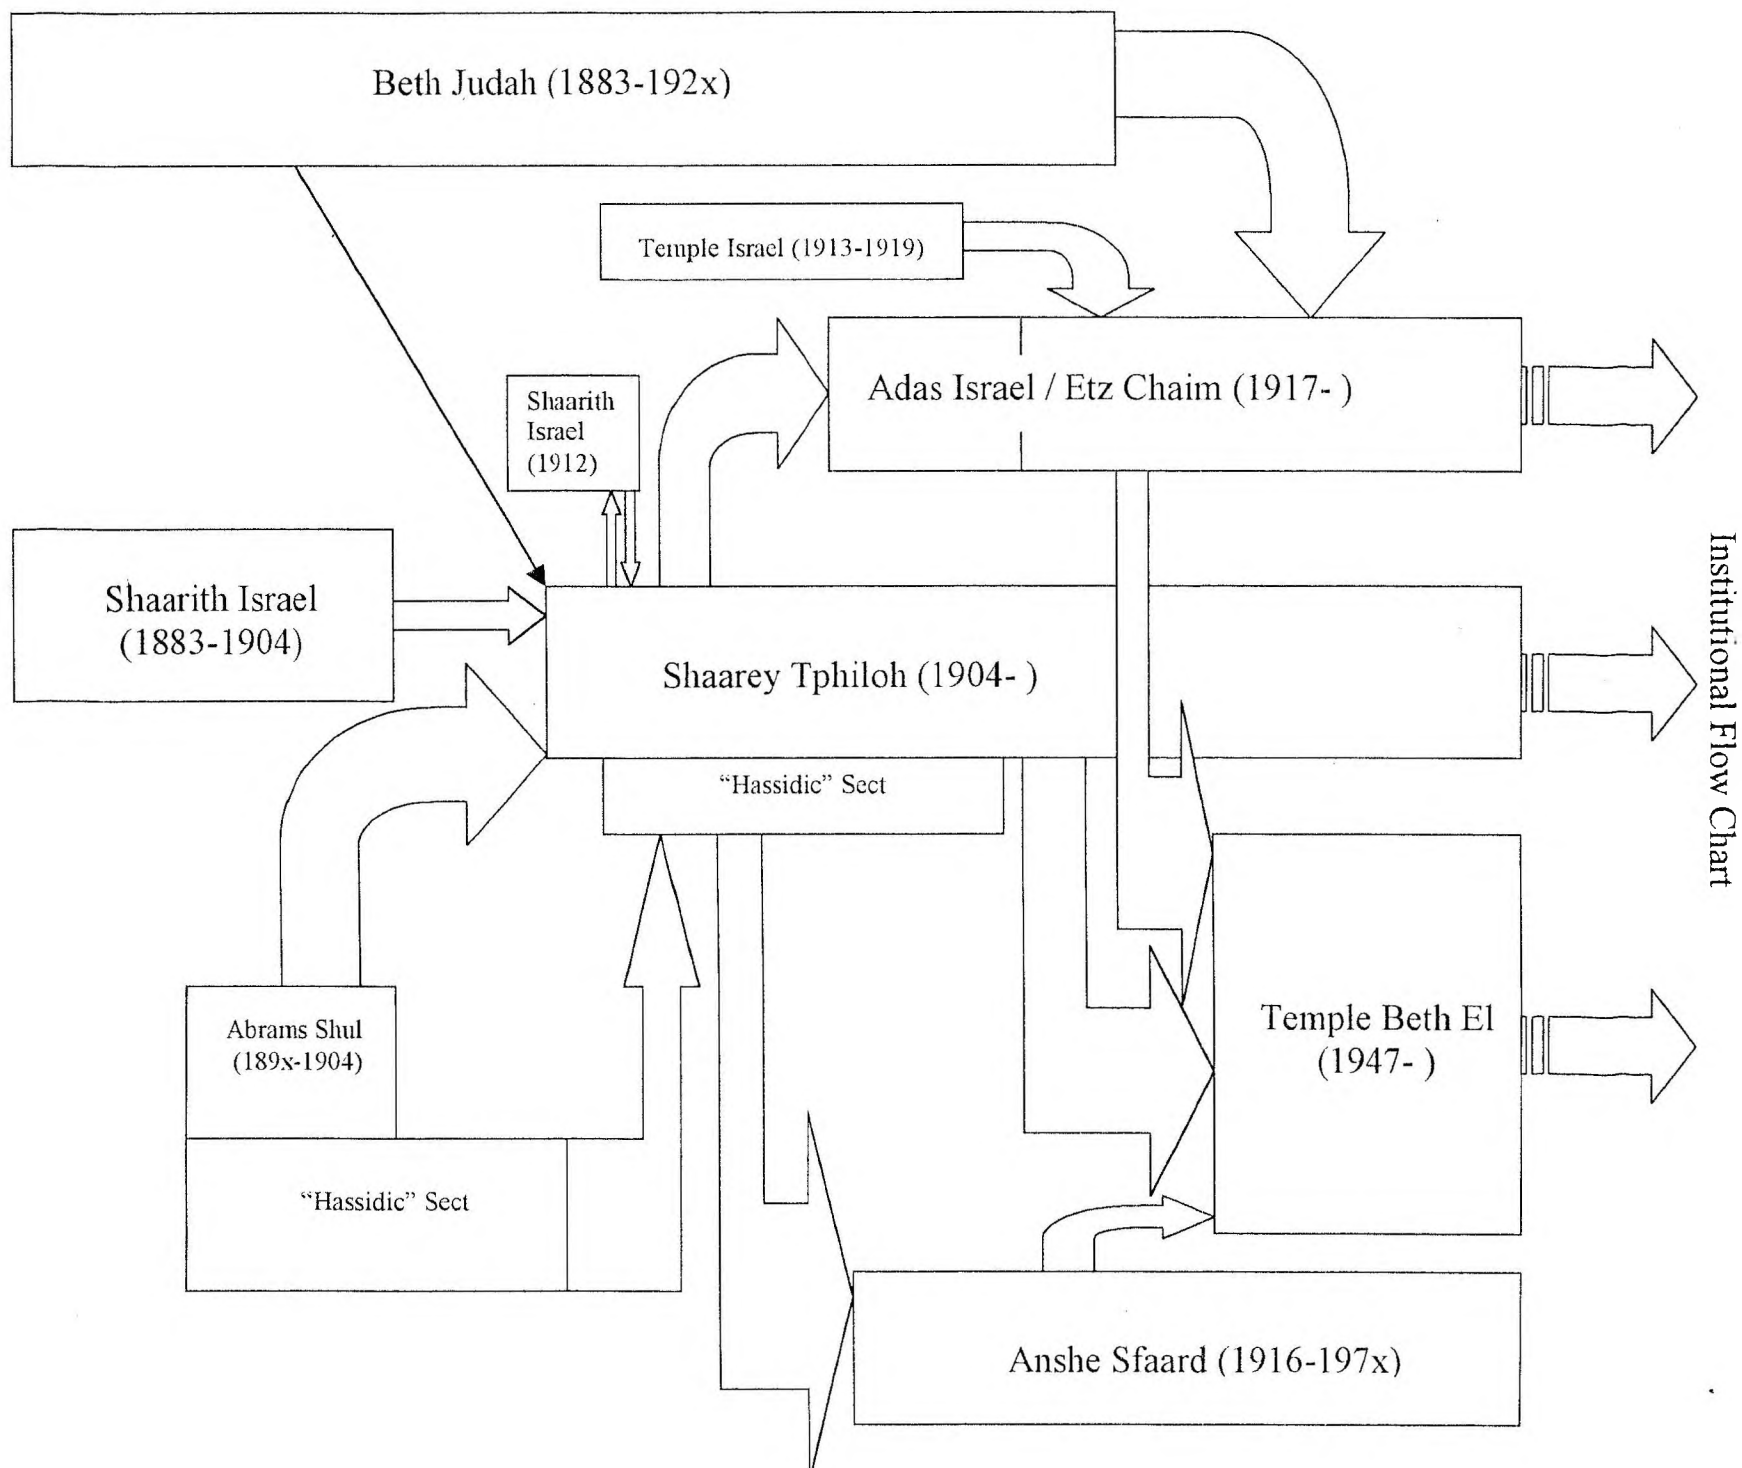 Beth Judah (1883-192x)
Temple Israel (1913-1919)
Adas Israel / Etz Chaim (1917- )
Shaarith
Israel
(1912)
Shaarith Israel
(1883-1904)
Shaarey Tphiloh (1904- )
“Hassidic” Sect
Abrams Shul
(189x-1904)
“Hassidic” Sect
Temple Beth El
(1947- )
Anshe Sfaard (1916-197x)
Institutional Flow Chart